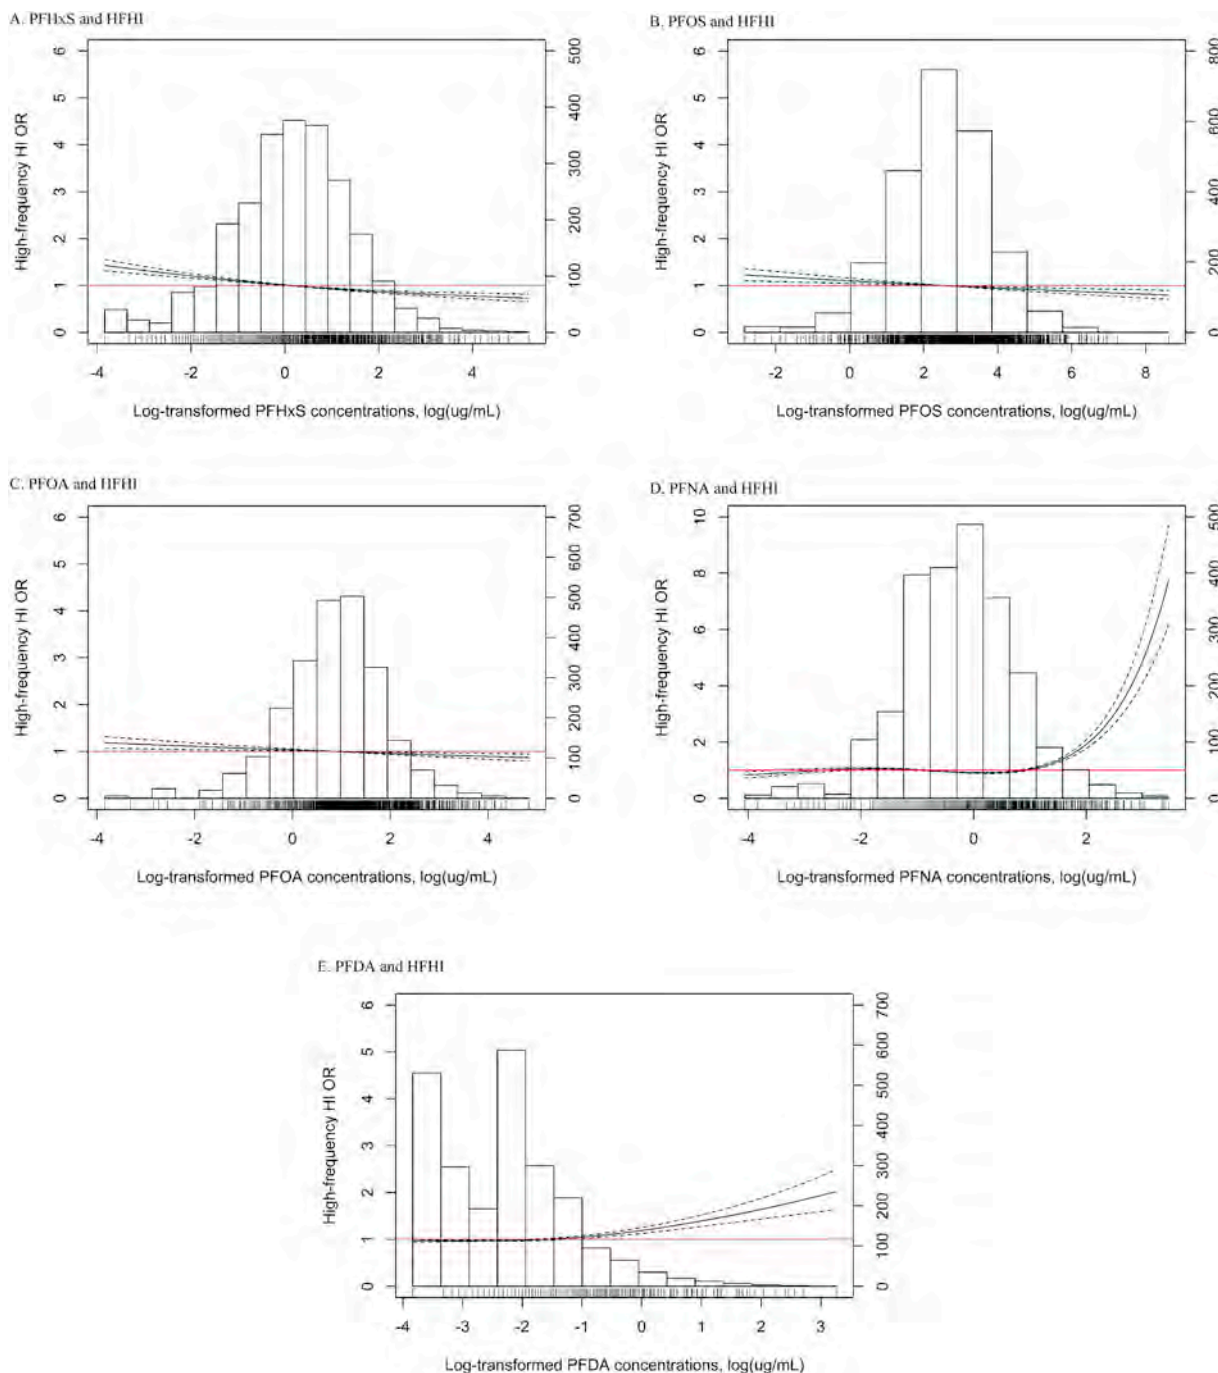 A. PFHxS and HFHI
High-frequency HI OR
0 1 2 3 4 5 6
0 100 200 300 400 500
-4 -2 0 2 4
Log-transformed PFHxS concentrations, log(ug/mL)
B. PFOS and HFHI
High-frequency HI OR
0 1 2 3 4 5 6
0 200 400 600 800
-2 0 2 4 6 8
Log-transformed PFOS concentrations, log(ug/mL)
C. PFOA and HFHI
High-frequency HI OR
0 1 2 3 4 5 6
0 100 200 300 400 500 600 700
-4 -2 0 2 4
Log-transformed PFOA concentrations, log(ug/mL)
D. PFNA and HFHI
High-frequency HI OR
0 2 4 6 8 10
0 100 200 300 400 500
-4 -2 0 2
Log-transformed PFNA concentrations, log(ug/mL)
E. PFDA and HFHI
High-frequency HI OR
0 1 2 3 4 5 6
0 100 200 300 400 500 600 700
-4 -3 -2 -1 0 1 2 3
Log-transformed PFDA concentrations, log(ug/mL)